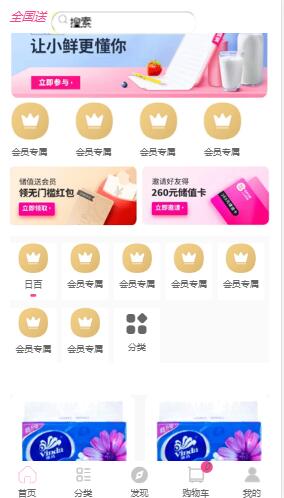 全国送
搜索
让小鲜更懂你
立即参与 ›
会员专属 会员专属 会员专属 会员专属
储值送会员
领无门槛红包
立即领取 ›
邀请好友得
260元储值卡
立即邀请 ›
日百 会员专属 会员专属 会员专属 会员专属
会员专属 会员专属 分类
Vinda
Vinda
首页 分类 发现 购物车 0 我的